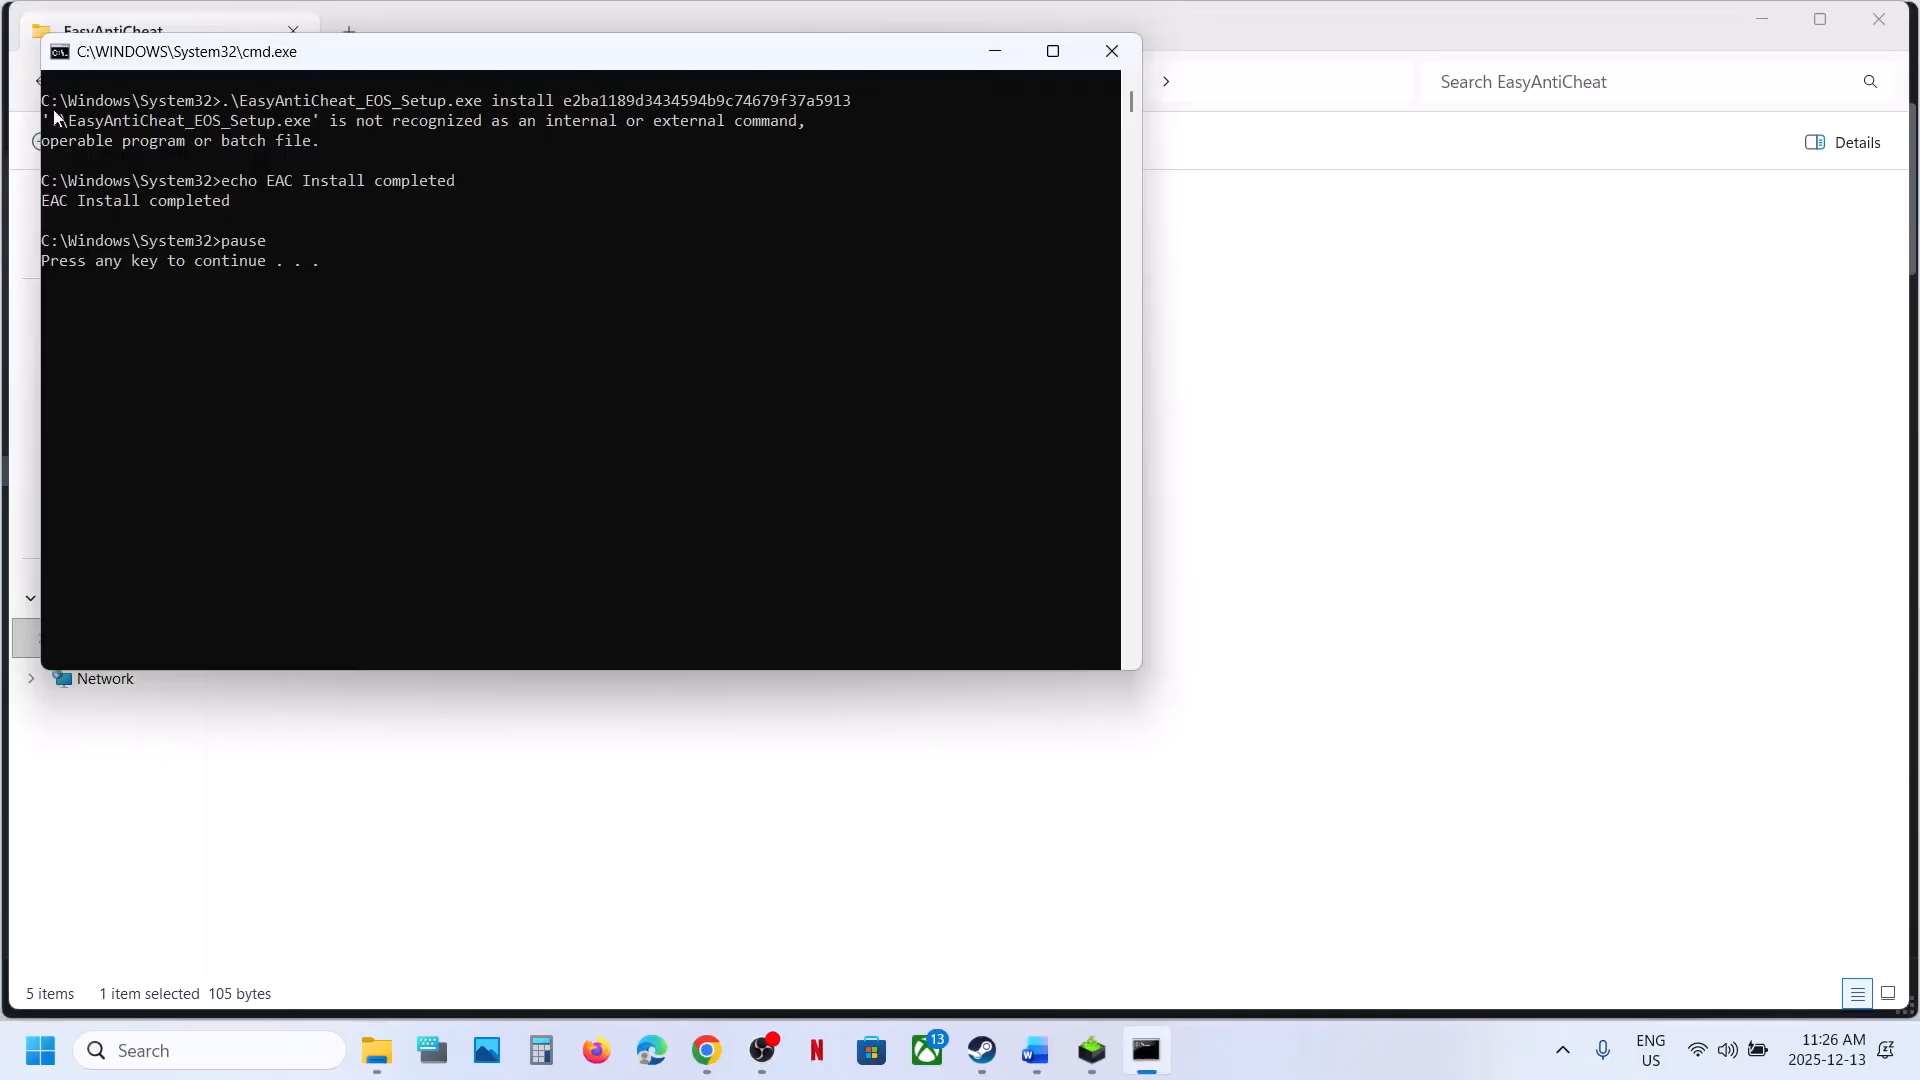 EasyAntiCheat
C:\WINDOWS\System32\cmd.exe
Search EasyAntiCheat
Details
C:\Windows\System32>.\EasyAntiCheat_EOS_Setup.exe install e2ba1189d3434594b9c74679f37a5913
'.\EasyAntiCheat_EOS_Setup.exe' is not recognized as an internal or external command,
operable program or batch file.
C:\Windows\System32>echo EAC Install completed
EAC Install completed
C:\Windows\System32>pause
Press any key to continue . . .
Network
5 items 1 item selected 105 bytes
Search
13
ENG
US
11:26 AM
2025-12-13